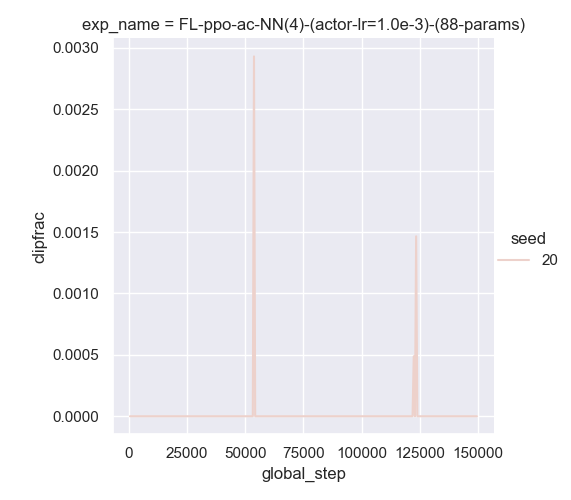 exp_name = FL-ppo-ac-NN(4)-(actor-lr=1.0e-3)-(88-params)
0.0030
0.0025
0.0020
0.0015
0.0010
0.0005
0.0000
clipfrac
0 25000 50000 75000 100000 125000 150000
global_step
seed
20